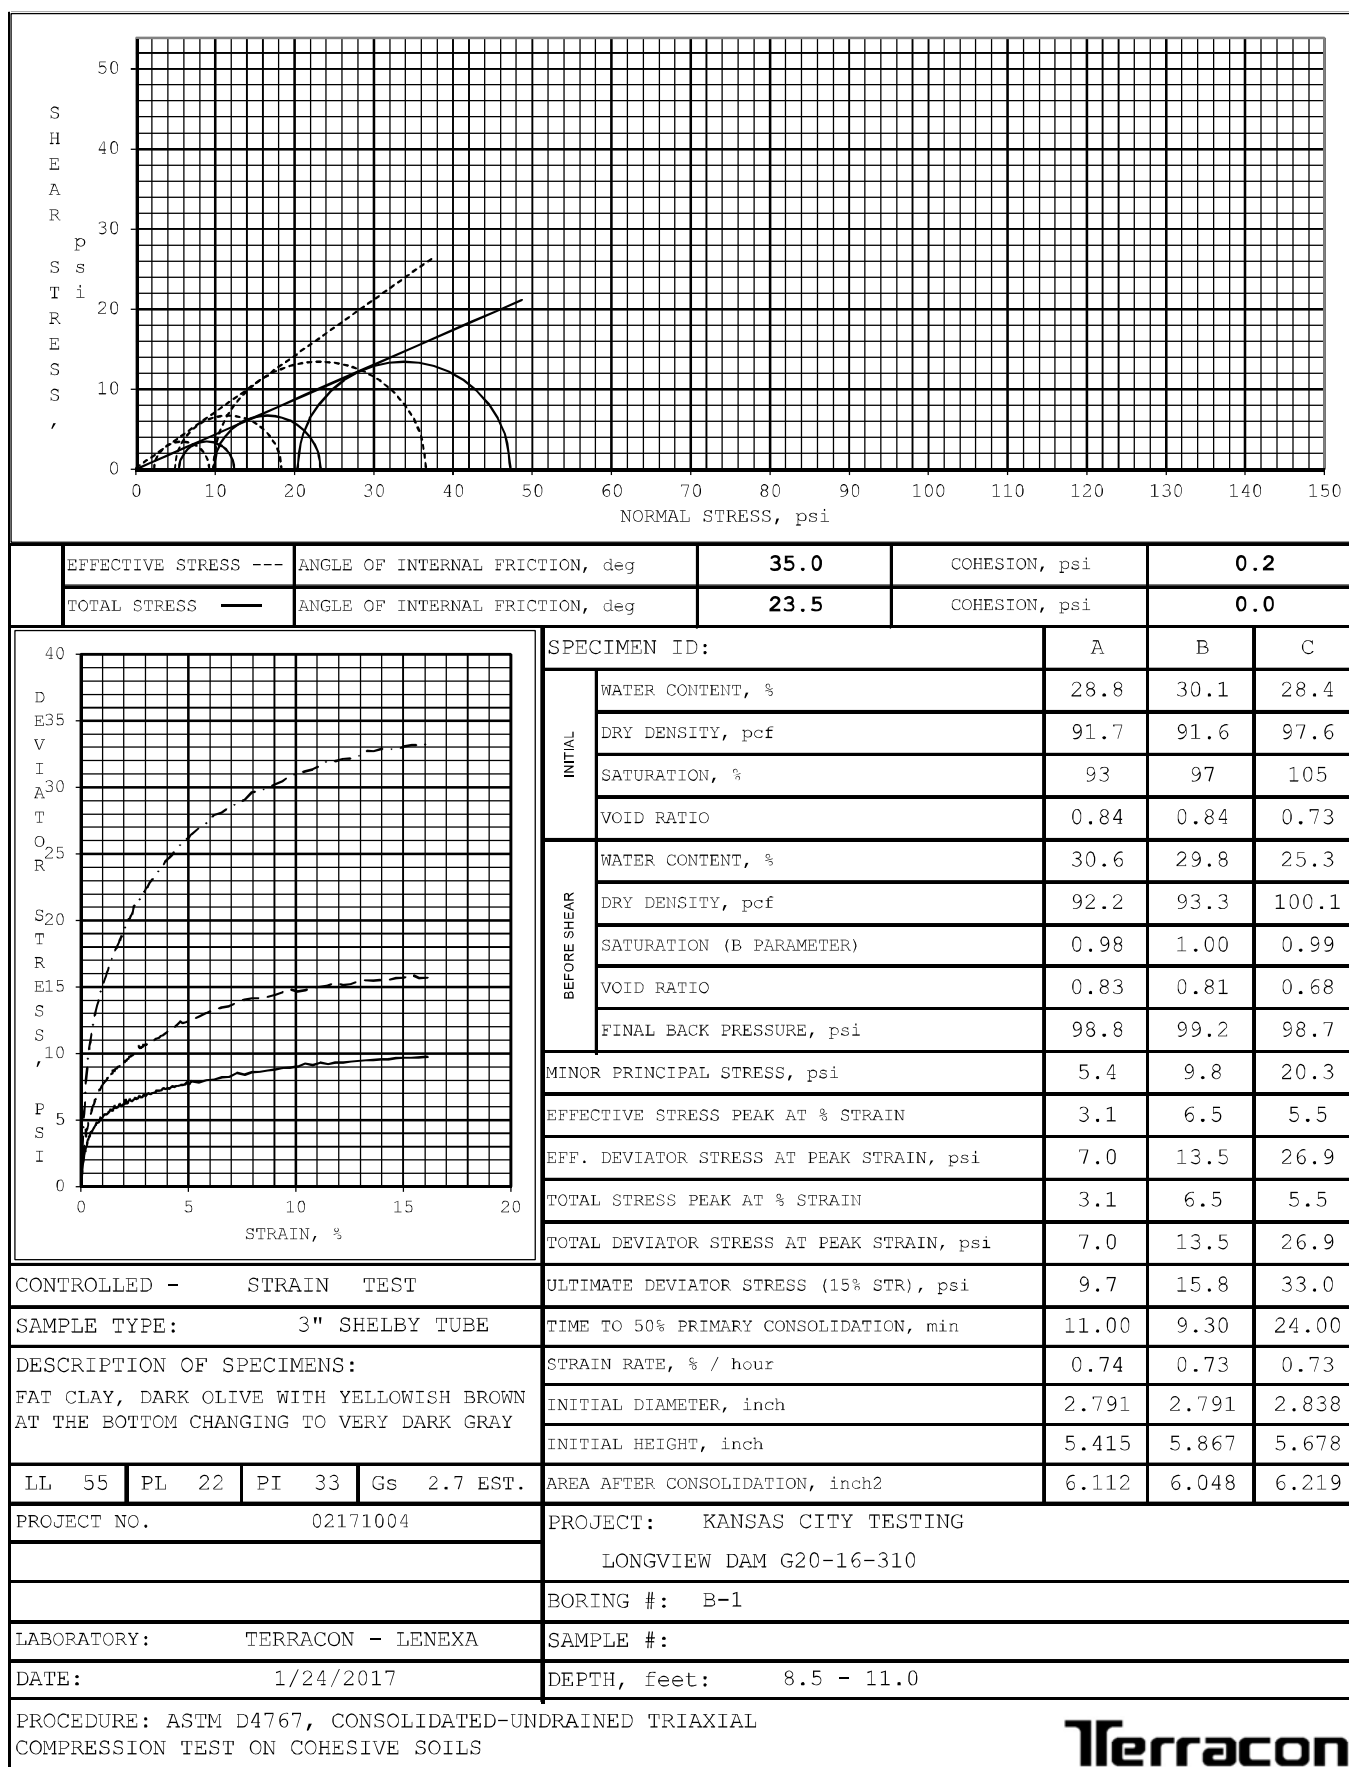 SHEAR STRESS, psi
50
40
30
20
10
0
0 10 20 30 40 50 60 70 80 90 100 110 120 130 140 150
NORMAL STRESS, psi
EFFECTIVE STRESS --- ANGLE OF INTERNAL FRICTION, deg 35.0 COHESION, psi 0.2
TOTAL STRESS ANGLE OF INTERNAL FRICTION, deg 23.5 COHESION, psi 0.0
DEVIATOR STRESS, PSI
40
35
30
25
20
15
10
5
0
0 5 10 15 20
STRAIN, %
SPECIMEN ID: A B C
INITIAL
WATER CONTENT, % 28.8 30.1 28.4
DRY DENSITY, pcf 91.7 91.6 97.6
SATURATION, % 93 97 105
VOID RATIO 0.84 0.84 0.73
BEFORE SHEAR
WATER CONTENT, % 30.6 29.8 25.3
DRY DENSITY, pcf 92.2 93.3 100.1
SATURATION (B PARAMETER) 0.98 1.00 0.99
VOID RATIO 0.83 0.81 0.68
FINAL BACK PRESSURE, psi 98.8 99.2 98.7
MINOR PRINCIPAL STRESS, psi 5.4 9.8 20.3
EFFECTIVE STRESS PEAK AT % STRAIN 3.1 6.5 5.5
EFF. DEVIATOR STRESS AT PEAK STRAIN, psi 7.0 13.5 26.9
TOTAL STRESS PEAK AT % STRAIN 3.1 6.5 5.5
TOTAL DEVIATOR STRESS AT PEAK STRAIN, psi 7.0 13.5 26.9
ULTIMATE DEVIATOR STRESS (15% STR), psi 9.7 15.8 33.0
TIME TO 50% PRIMARY CONSOLIDATION, min 11.00 9.30 24.00
STRAIN RATE, % / hour 0.74 0.73 0.73
INITIAL DIAMETER, inch 2.791 2.791 2.838
INITIAL HEIGHT, inch 5.415 5.867 5.678
AREA AFTER CONSOLIDATION, inch2 6.112 6.048 6.219
CONTROLLED - STRAIN TEST
SAMPLE TYPE: 3" SHELBY TUBE
DESCRIPTION OF SPECIMENS:
FAT CLAY, DARK OLIVE WITH YELLOWISH BROWN
AT THE BOTTOM CHANGING TO VERY DARK GRAY
LL 55 PL 22 PI 33 Gs 2.7 EST.
PROJECT NO. 02171004
PROJECT: KANSAS CITY TESTING
LONGVIEW DAM G20-16-310
BORING #: B-1
LABORATORY: TERRACON - LENEXA
SAMPLE #:
DATE: 1/24/2017
DEPTH, feet: 8.5 - 11.0
PROCEDURE: ASTM D4767, CONSOLIDATED-UNDRAINED TRIAXIAL
COMPRESSION TEST ON COHESIVE SOILS
Terracon